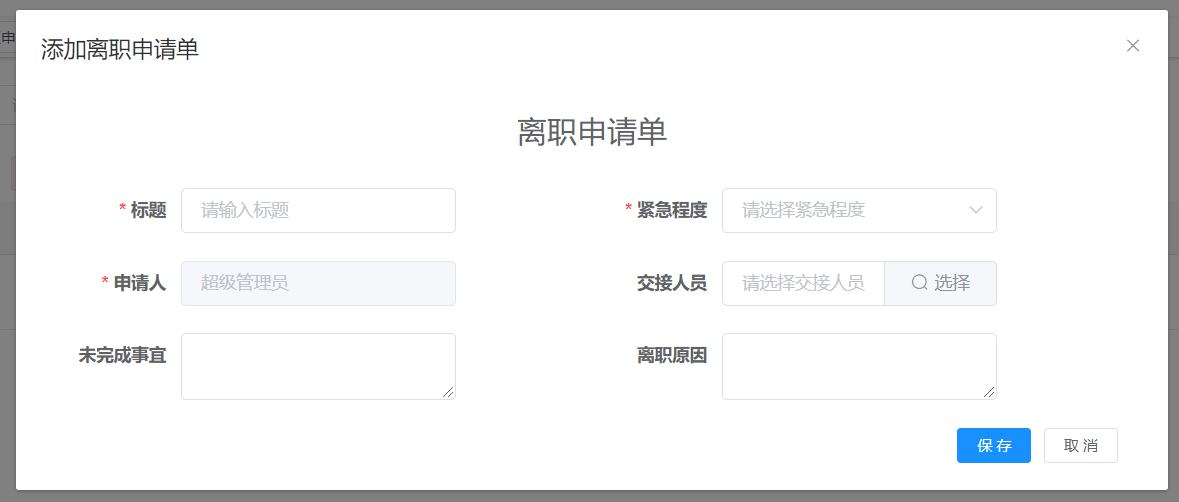 申
添加离职申请单
离职申请单
* 标题 请输入标题 * 紧急程度 请选择紧急程度
* 申请人 超级管理员 交接人员 请选择交接人员 选择
未完成事宜 离职原因
保存 取消